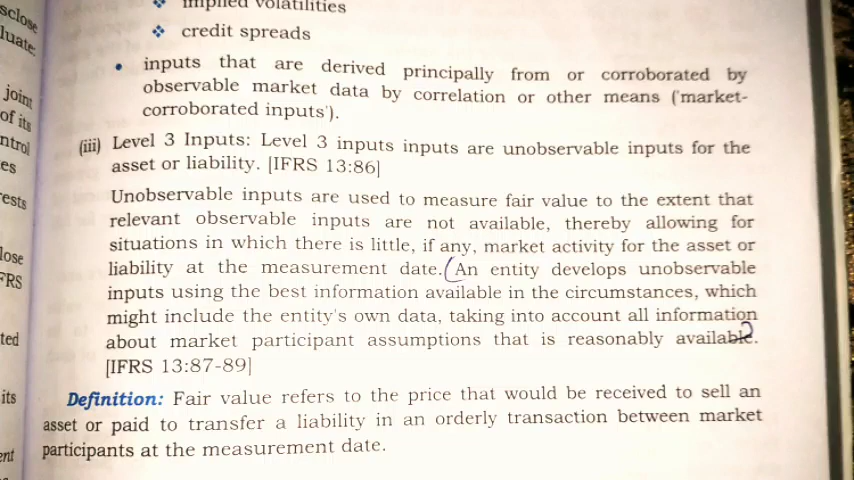 implied volatilities
credit spreads
• inputs that are derived principally from or corroborated by
observable market data by correlation or other means ('market-
corroborated inputs').
(iii) Level 3 Inputs: Level 3 inputs inputs are unobservable inputs for the
asset or liability. [IFRS 13:86]
Unobservable inputs are used to measure fair value to the extent that
relevant observable inputs are not available, thereby allowing for
situations in which there is little, if any, market activity for the asset or
liability at the measurement date. (An entity develops unobservable
inputs using the best information available in the circumstances, which
might include the entity's own data, taking into account all information
about market participant assumptions that is reasonably available.
[IFRS 13:87-89]
Definition: Fair value refers to the price that would be received to sell an
asset or paid to transfer a liability in an orderly transaction between market
participants at the measurement date.